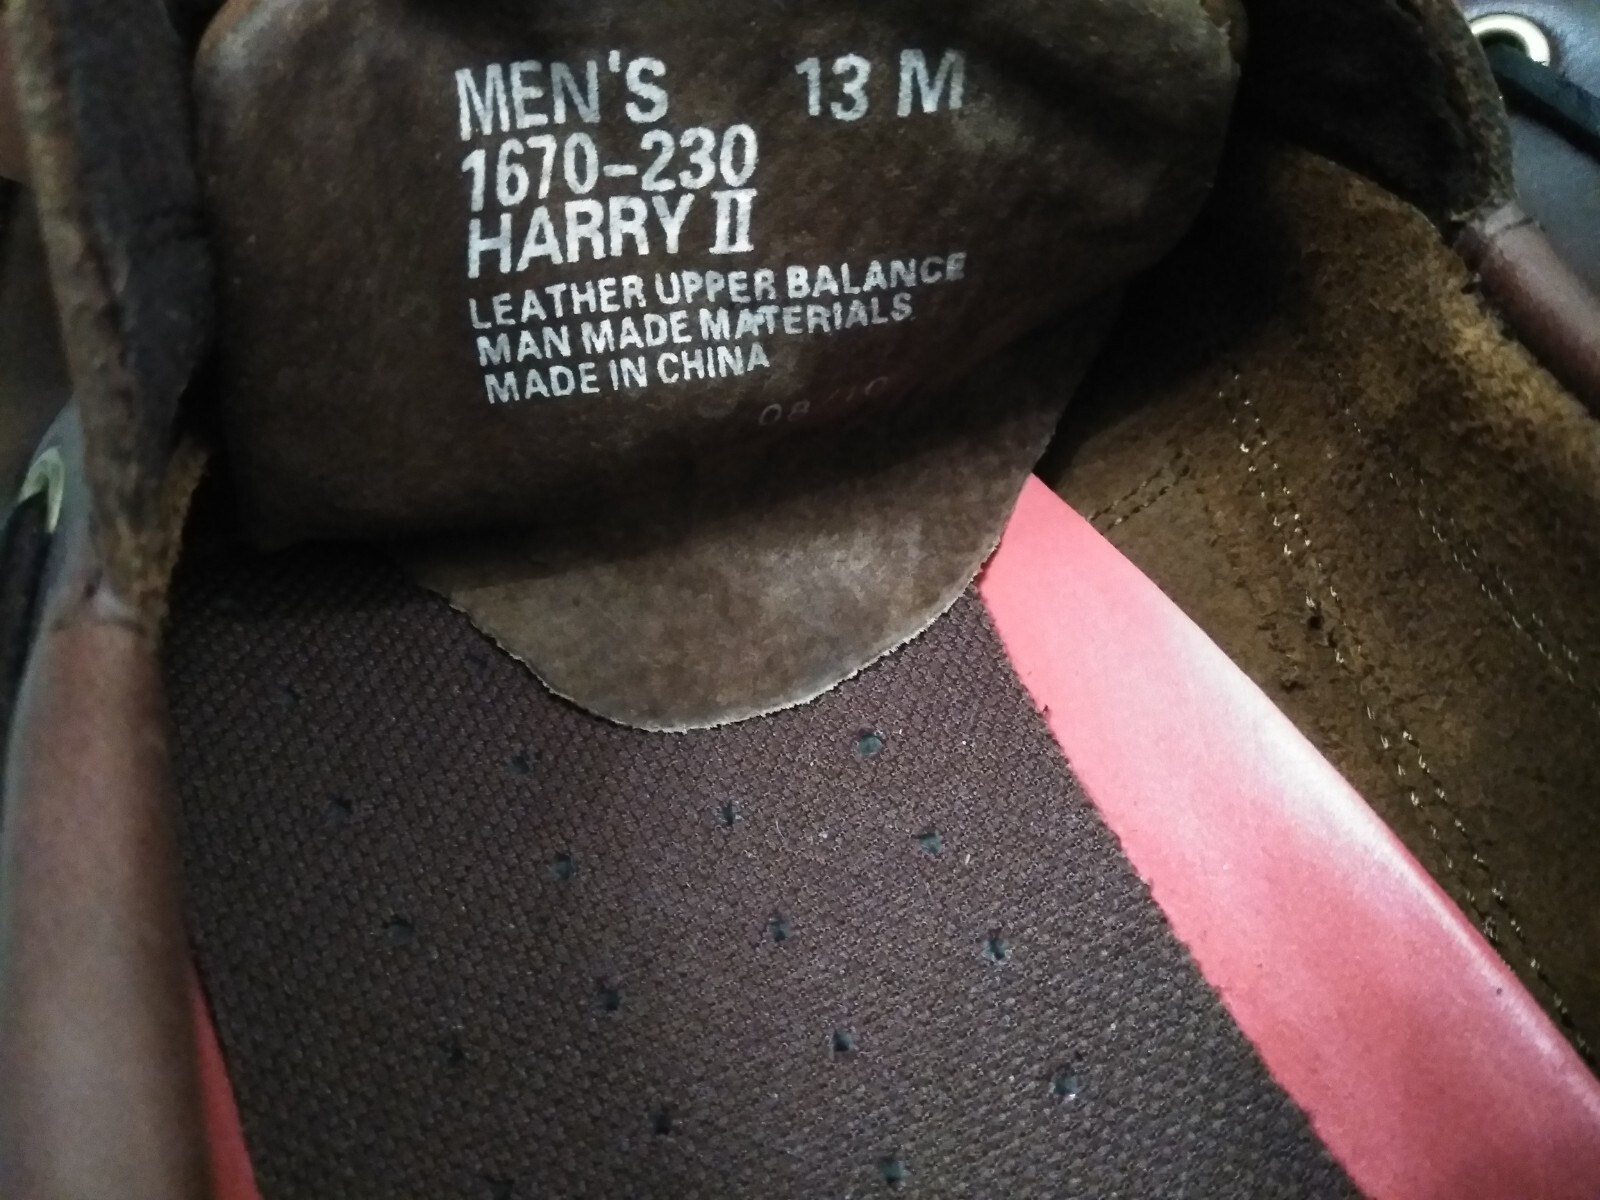 MEN'S 13 M
1670-230
HARRY II
LEATHER UPPER BALANCE
MAN MADE MATERIALS
MADE IN CHINA